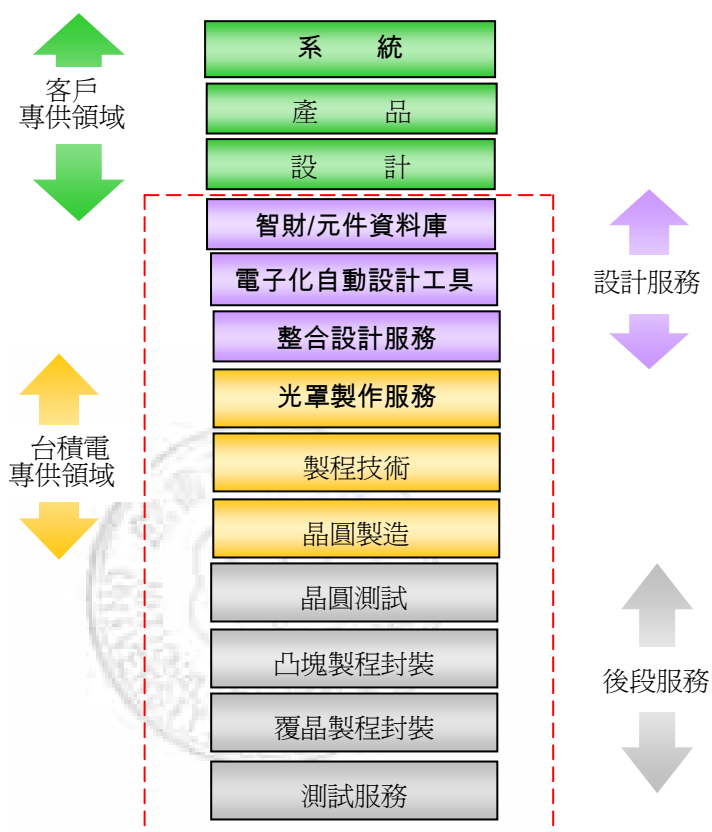 系 統
客戶
專供領域
產 品
設 計
智財/元件資料庫
電子化自動設計工具
設計服務
整合設計服務
光罩製作服務
台積電
專供領域
製程技術
晶圓製造
晶圓測試
凸塊製程封裝
後段服務
覆晶製程封裝
測試服務